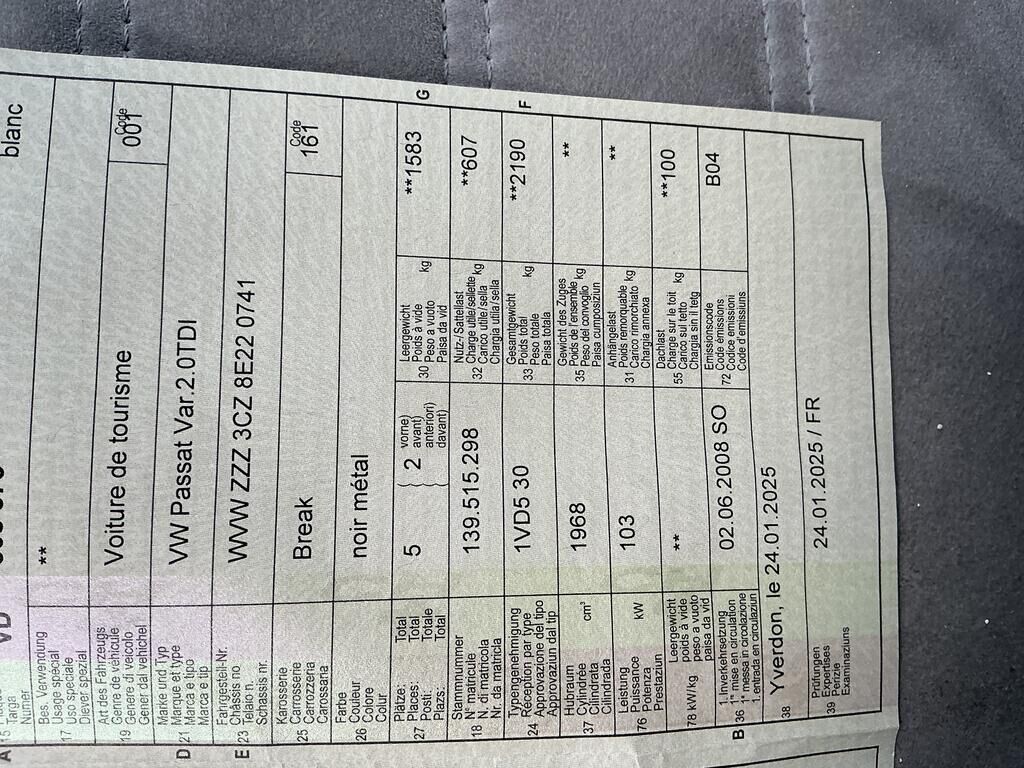 A 15
Targa
Numer
VD
blanc
17
Bes. Verwendung
Usage spécial
Uso speciale
Diever spezial
**
19
Art des Fahrzeugs
Genre de véhicule
Genere di veicolo
Gener dal vehichel
Voiture de tourisme
Code
001
D 21
Marke und Typ
Marque et type
Marca e tipo
Marca e tip
VW Passat Var.2.0TDI
E 23
Fahrgestell-Nr.
Châssis no
Telaio n.
Schassis nr.
WVW ZZZ 3CZ 8E22 0741
25
Karosserie
Carrosserie
Carrozzeria
Carossaria
Break
Code
161
26
Farbe
Couleur
Colore
Colur
noir métal
27
Plätze: Total
Places: Total
Posti: Totale
Plazs: Total
5
2
vorne)
avant)
anteriori)
davant)
30
Leergewicht
Poids à vide
Peso a vuoto
Paisa da vid
kg
**1583
G
18
Stammnummer
N° matricule
N. di matricola
Nr. da matricla
139.515.298
32
Nutz-/Sattellast
Charge utile/sellette
Carico utile/sella
Chargia utila/sella
kg
**607
24
Typengenehmigung
Réception par type
Approvazione del tipo
Approvaziun dal tip
1VD5 30
33
Gesamtgewicht
Poids total
Peso totale
Paisa totala
kg
**2190
F
37
Hubraum
Cylindrée
Cilindrata
Cilindrada
cm³
1968
35
Gewicht des Zuges
Poids de l'ensemble
Peso del convoglio
Paisa cumposiziun
kg
**
76
Leistung
Puissance
Potenza
Prestaziun
kW
103
31
Anhängelast
Poids remorquable
Carico rimorchiato
Chargia annexa
kg
**
778 kW/kg
Leergewicht
poids à vide
peso a vuoto
paisa da vid
**
55
Dachlast
Charge sur le toit
Carico sul tetto
Chargia sin il tetg
kg
**100
B 36
1. Inverkehrsetzung
1re mise en circulation
1a messa in circolazione
1. entrada en circulaziun
02.06.2008 SO
72
Emissionscode
Code émissions
Codice emissioni
Code d'emissiuns
B04
38
Yverdon, le 24.01.2025
39
Prüfungen
Expertises
Perizie
Examinaziuns
24.01.2025 / FR